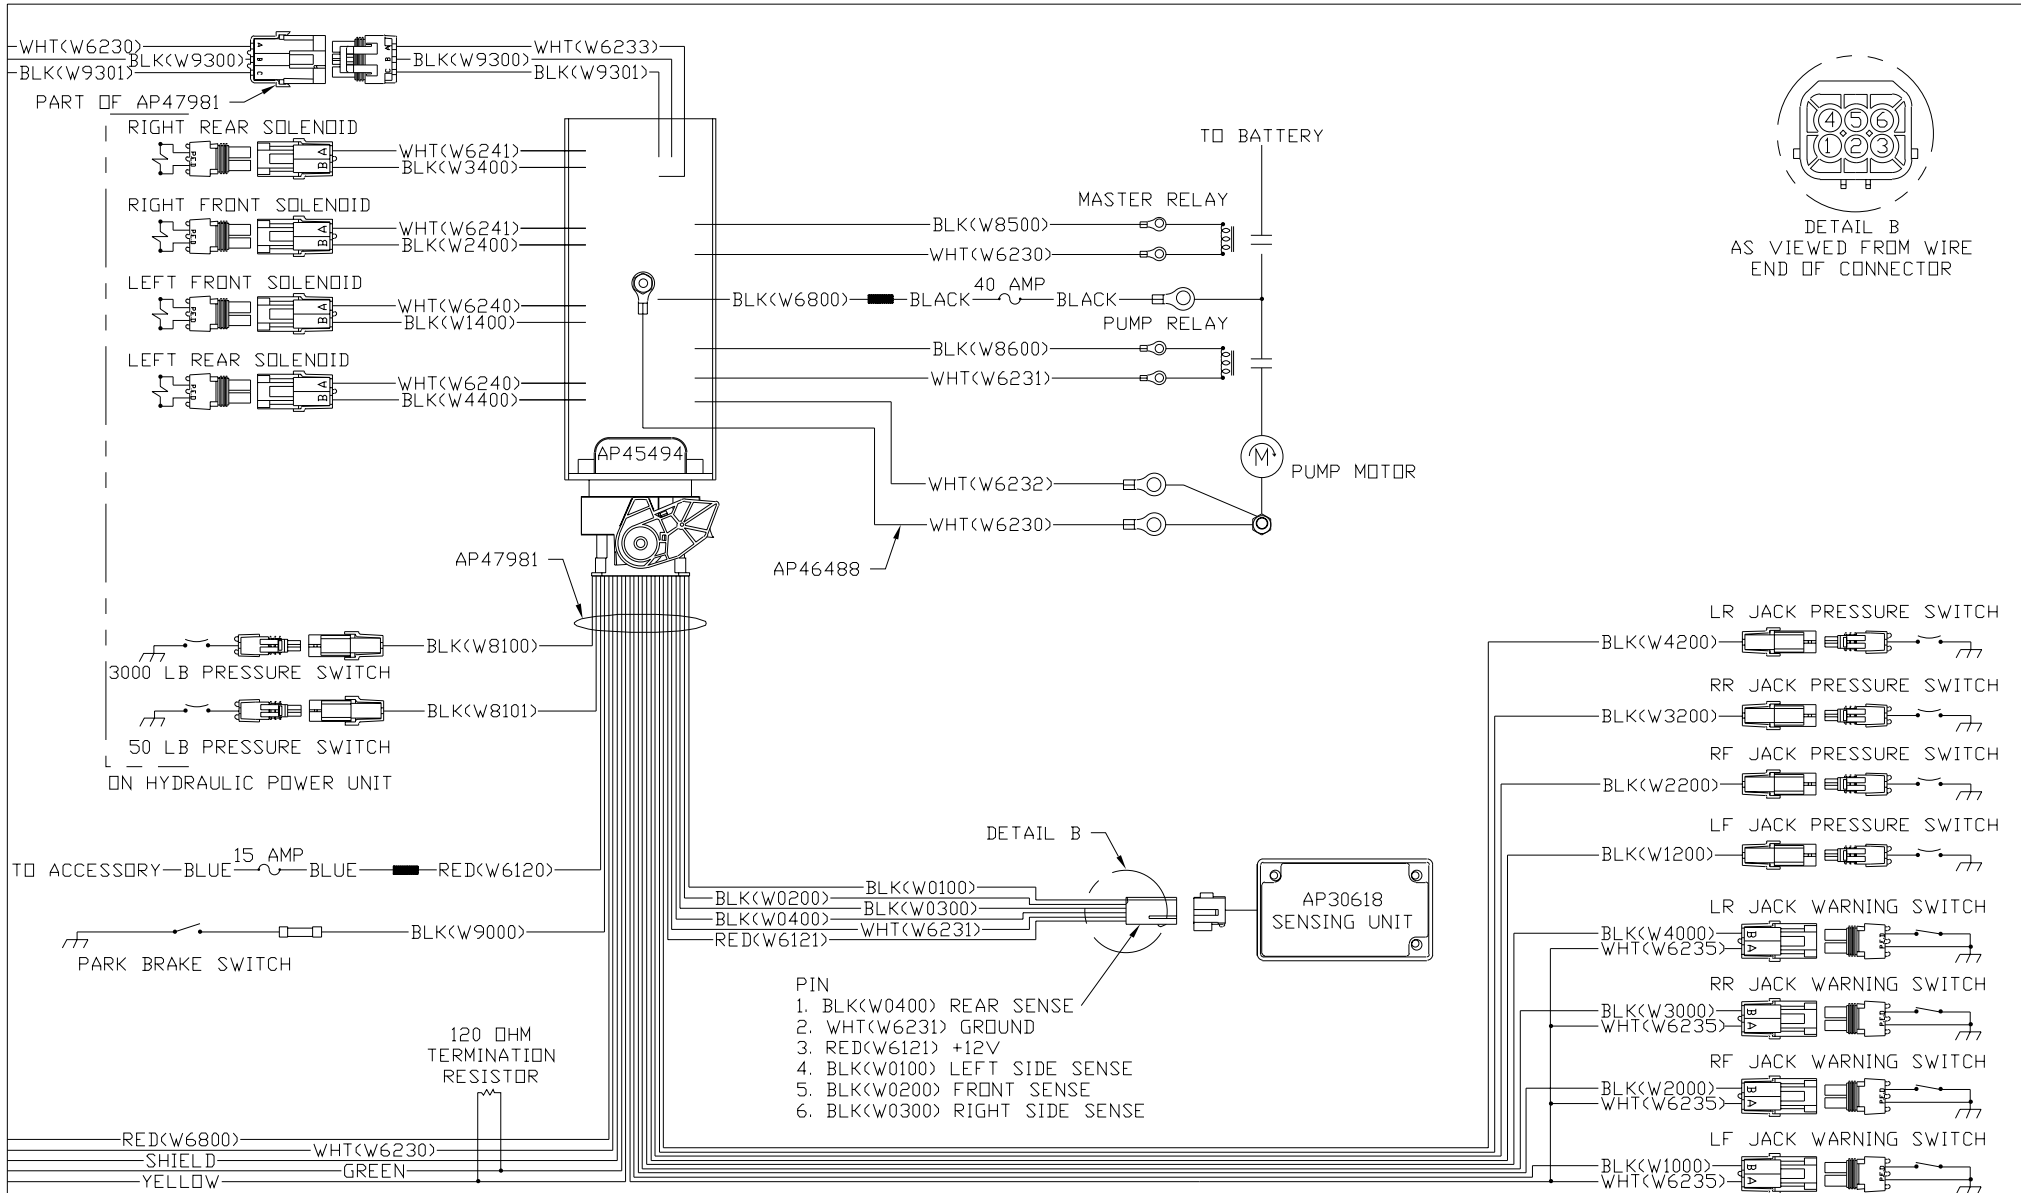 WHT(W6230)
BLK(W9300)
BLK(W9301)
A
B
C
A
B
C
WHT(W6233)
BLK(W9300)
BLK(W9301)
PART OF AP47981
RIGHT REAR SOLENOID
A
B
WHT(W6241)
BLK(W3400)
RIGHT FRONT SOLENOID
A
B
WHT(W6241)
BLK(W2400)
LEFT FRONT SOLENOID
A
B
WHT(W6240)
BLK(W1400)
LEFT REAR SOLENOID
A
B
WHT(W6240)
BLK(W4400)
AP45494
TO BATTERY
MASTER RELAY
BLK(W8500)
WHT(W6230)
BLK(W6800)
BLACK
40 AMP
BLACK
PUMP RELAY
BLK(W8600)
WHT(W6231)
M
PUMP MOTOR
WHT(W6232)
WHT(W6230)
AP46488
AP47981
4 5 6
1 2 3
DETAIL B
AS VIEWED FROM WIRE
END OF CONNECTOR
BLK(W8100)
3000 LB PRESSURE SWITCH
BLK(W8101)
50 LB PRESSURE SWITCH
ON HYDRAULIC POWER UNIT
TO ACCESSORY
BLUE
15 AMP
BLUE
RED(W6120)
BLK(W9000)
PARK BRAKE SWITCH
120 OHM
TERMINATION
RESISTOR
RED(W6800)
WHT(W6230)
SHIELD
GREEN
YELLOW
DETAIL B
BLK(W0100)
BLK(W0200)
BLK(W0300)
BLK(W0400)
WHT(W6231)
RED(W6121)
AP30618
SENSING UNIT
PIN
1. BLK(W0400) REAR SENSE
2. WHT(W6231) GROUND
3. RED(W6121) +12V
4. BLK(W0100) LEFT SIDE SENSE
5. BLK(W0200) FRONT SENSE
6. BLK(W0300) RIGHT SIDE SENSE
LR JACK PRESSURE SWITCH
BLK(W4200)
RR JACK PRESSURE SWITCH
BLK(W3200)
RF JACK PRESSURE SWITCH
BLK(W2200)
LF JACK PRESSURE SWITCH
BLK(W1200)
LR JACK WARNING SWITCH
BLK(W4000)
WHT(W6235)
B
A
RR JACK WARNING SWITCH
BLK(W3000)
WHT(W6235)
B
A
RF JACK WARNING SWITCH
BLK(W2000)
WHT(W6235)
B
A
LF JACK WARNING SWITCH
BLK(W1000)
WHT(W6235)
B
A